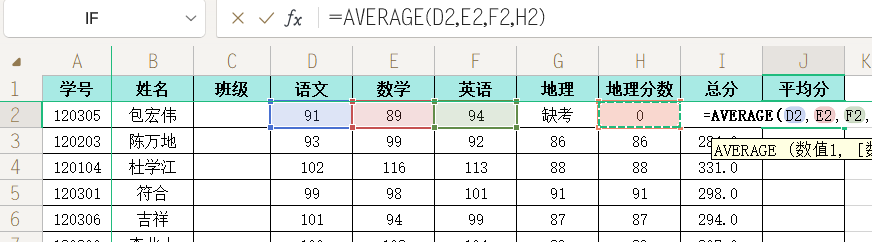 IF fx =AVERAGE(D2,E2,F2,H2)
A B C D E F G H I J K
1 学号 姓名 班级 语文 数学 英语 地理 地理分数 总分 平均分
2 120305 包宏伟 91 89 94 缺考 0 =AVERAGE(D2,E2,F2,
3 120203 陈万地 93 99 92 86 86
AVERAGE (数值1, [
4 120104 杜学江 102 116 113 88 88 331.0
5 120301 符合 99 98 101 91 91 298.0
6 120306 吉祥 101 94 99 87 87 294.0